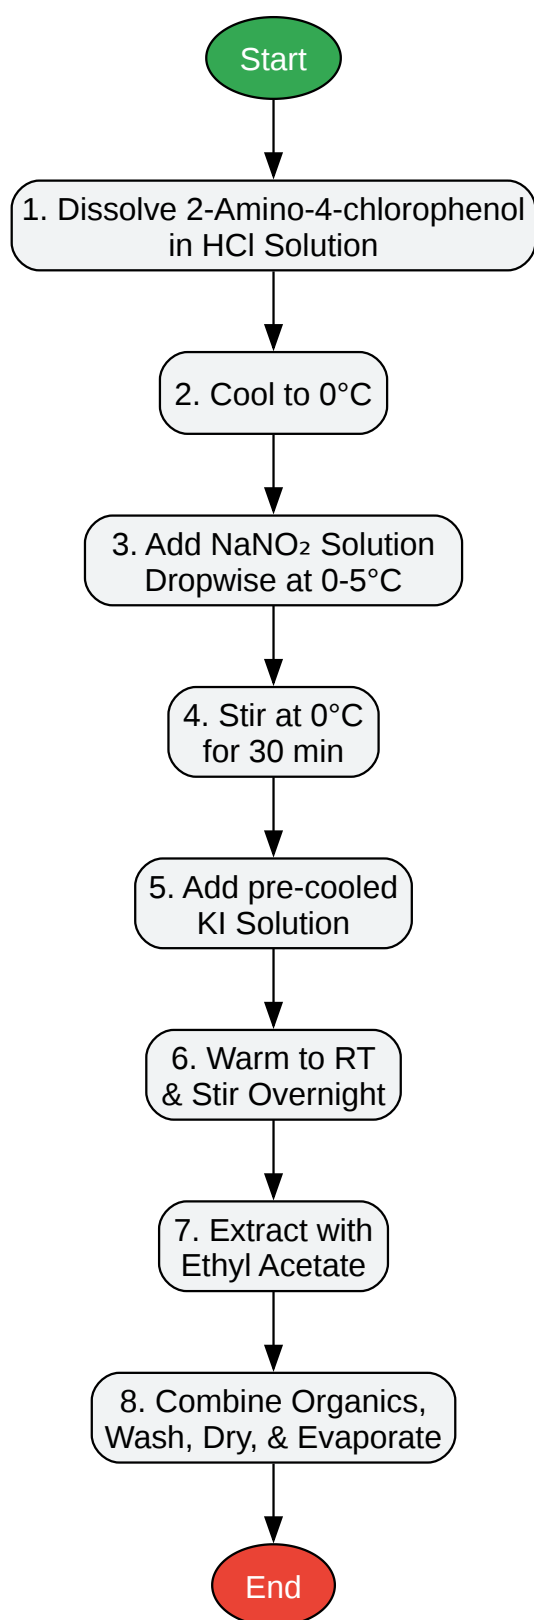 Start
1. Dissolve 2-Amino-4-chlorophenol
in HCl Solution
2. Cool to 0°C
3. Add NaNO₂ Solution
Dropwise at 0-5°C
4. Stir at 0°C
for 30 min
5. Add pre-cooled
KI Solution
6. Warm to RT
& Stir Overnight
7. Extract with
Ethyl Acetate
8. Combine Organics,
Wash, Dry, & Evaporate
End